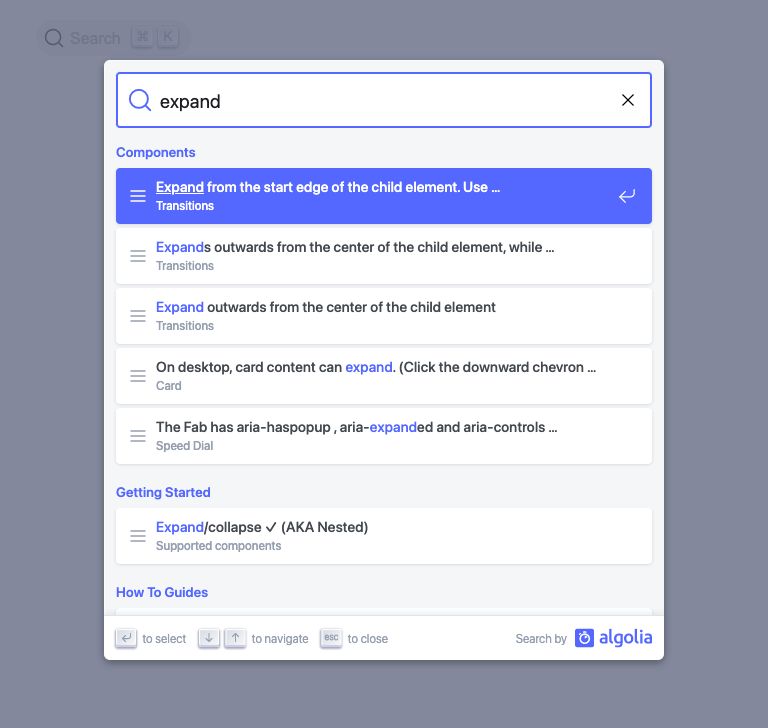 Search ⌘ K
expand
Components
Expand from the start edge of the child element. Use ...
Transitions
Expands outwards from the center of the child element, while ...
Transitions
Expand outwards from the center of the child element
Transitions
On desktop, card content can expand. (Click the downward chevron ...
Card
The Fab has aria-haspopup , aria-expanded and aria-controls ...
Speed Dial
Getting Started
Expand/collapse ✓ (AKA Nested)
Supported components
How To Guides
to select to navigate esc to close Search by algolia